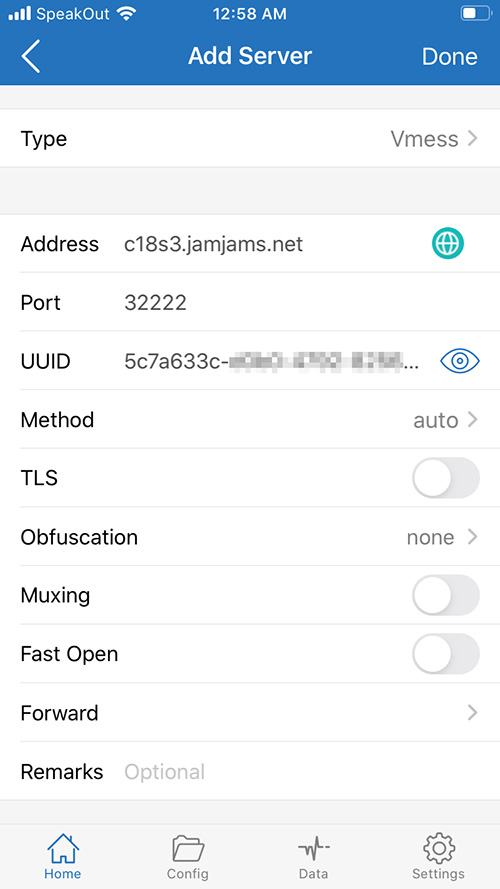 SpeakOut 12:58 AM
Add Server Done
Type Vmess
Address c18s3.jamjams.net
Port 32222
UUID 5c7a633c-
Method auto
TLS
Obfuscation none
Muxing
Fast Open
Forward
Remarks Optional
Home Config Data Settings